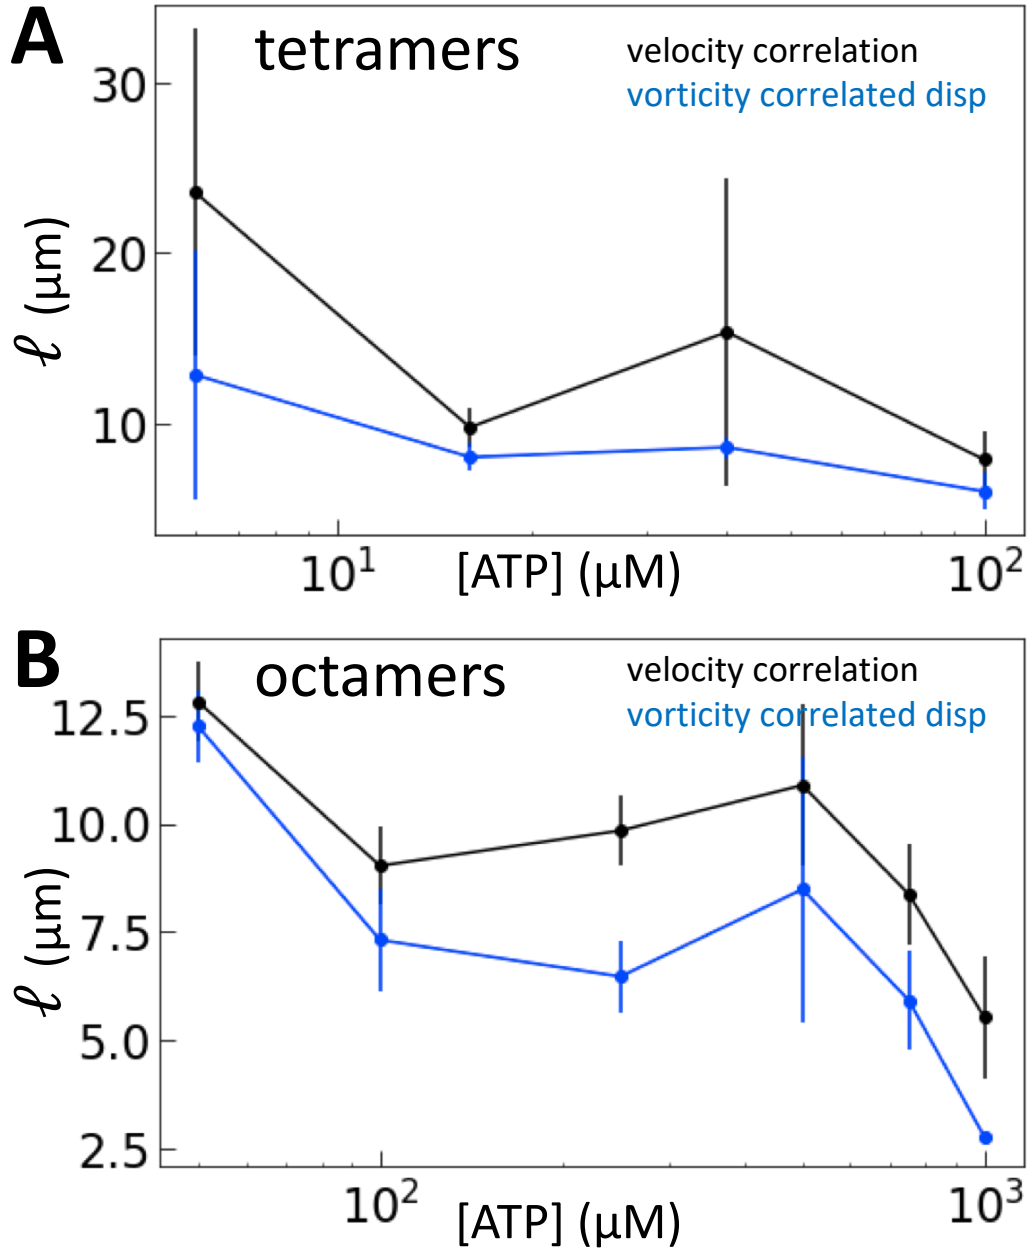 A
tetramers
velocity correlation
vorticity correlated disp
30
20
10
ℓ (μm)
10¹
[ATP] (μM)
10²
B
octamers
velocity correlation
vorticity correlated disp
12.5
10.0
7.5
5.0
2.5
ℓ (μm)
10²
[ATP] (μM)
10³